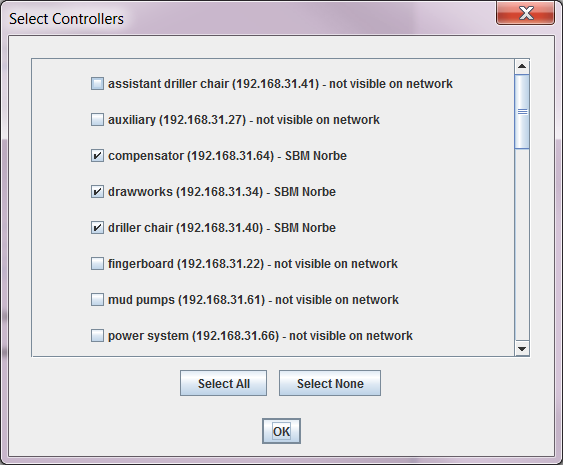 Select Controllers
assistant driller chair (192.168.31.41) - not visible on network
auxiliary (192.168.31.27) - not visible on network
compensator (192.168.31.64) - SBM Norbe
drawworks (192.168.31.34) - SBM Norbe
driller chair (192.168.31.40) - SBM Norbe
fingerboard (192.168.31.22) - not visible on network
mud pumps (192.168.31.61) - not visible on network
power system (192.168.31.66) - not visible on network
Select All Select None
OK